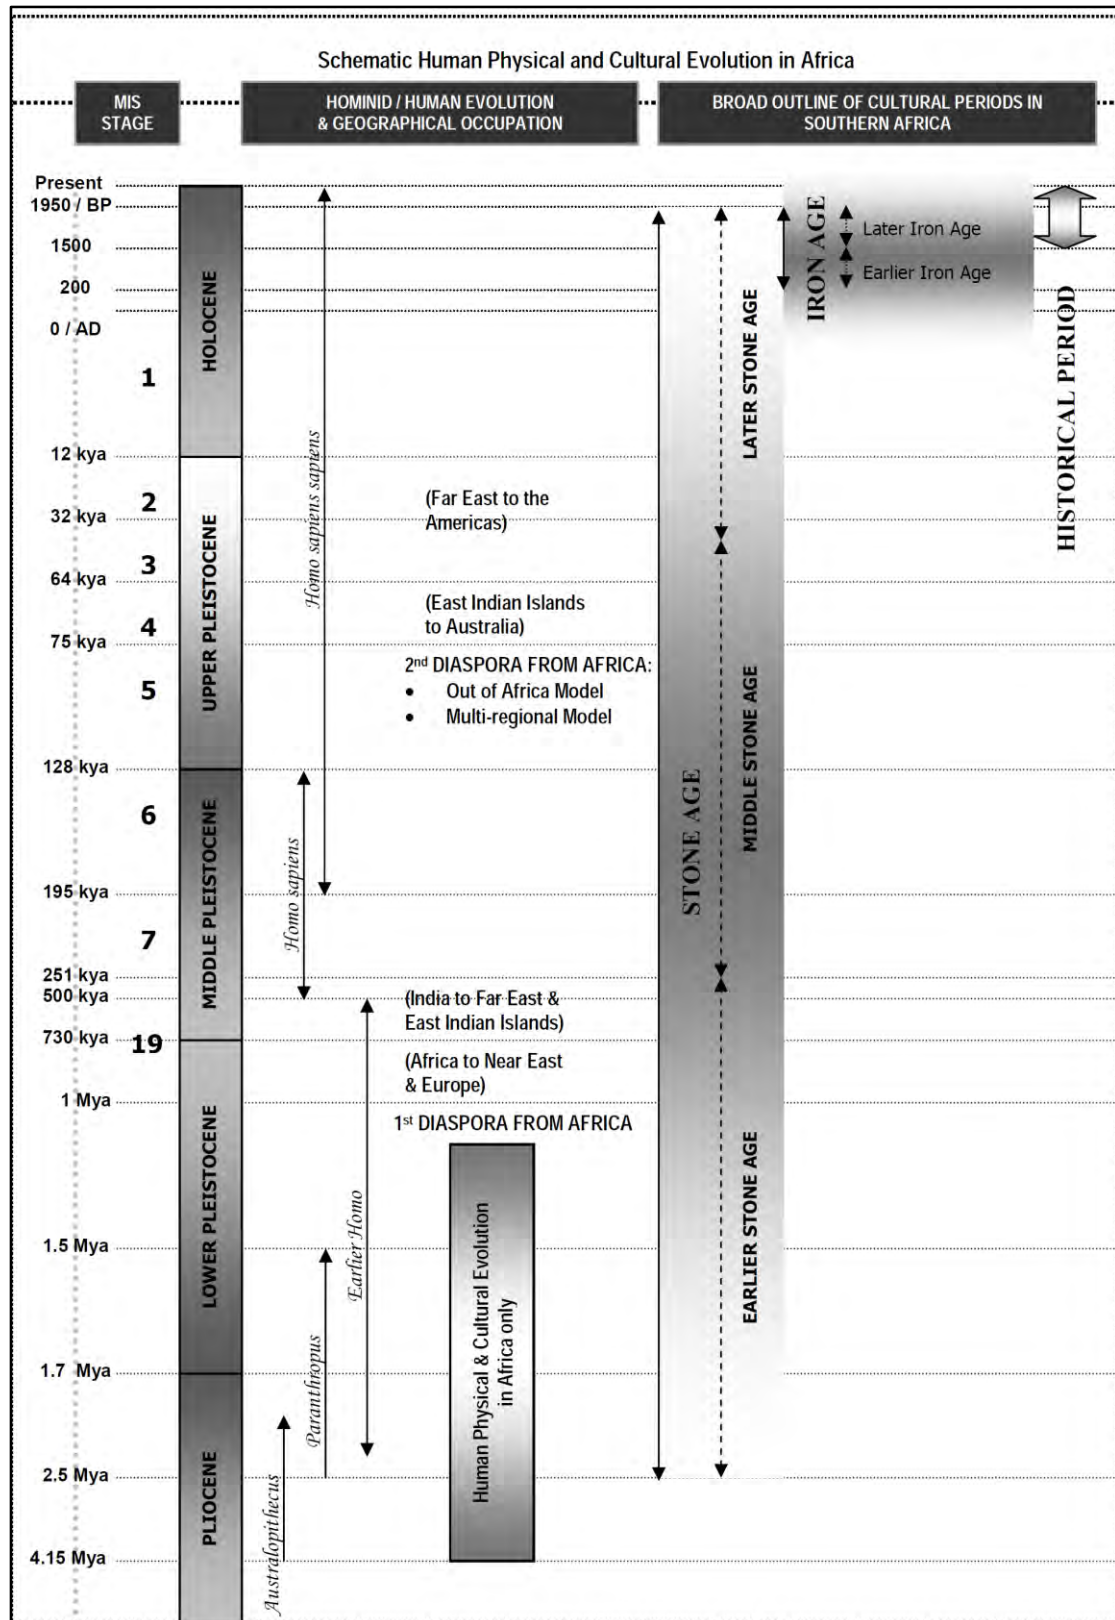 Schematic Human Physical and Cultural Evolution in Africa
MIS
STAGE
HOMINID / HUMAN EVOLUTION
& GEOGRAPHICAL OCCUPATION
BROAD OUTLINE OF CULTURAL PERIODS IN
SOUTHERN AFRICA
Present
1950 / BP
1500
200
0 / AD
12 kya
32 kya
64 kya
75 kya
128 kya
195 kya
251 kya
500 kya
730 kya
1 Mya
1.5 Mya
1.7 Mya
2.5 Mya
4.15 Mya
1
2
3
4
5
6
7
19
HOLOCENE
UPPER PLEISTOCENE
MIDDLE PLEISTOCENE
LOWER PLEISTOCENE
PLIOCENE
Homo sapiens sapiens
Homo sapiens
Earlier Homo
Paranthropus
Australopithecus
(Far East to the
Americas)
(East Indian Islands
to Australia)
2nd DIASPORA FROM AFRICA:
• Out of Africa Model
• Multi-regional Model
(India to Far East &
East Indian Islands)
(Africa to Near East
& Europe)
1st DIASPORA FROM AFRICA
Human Physical & Cultural Evolution
in Africa only
STONE AGE
LATER STONE AGE
MIDDLE STONE AGE
EARLIER STONE AGE
IRON AGE
Later Iron Age
Earlier Iron Age
HISTORICAL PERIOD